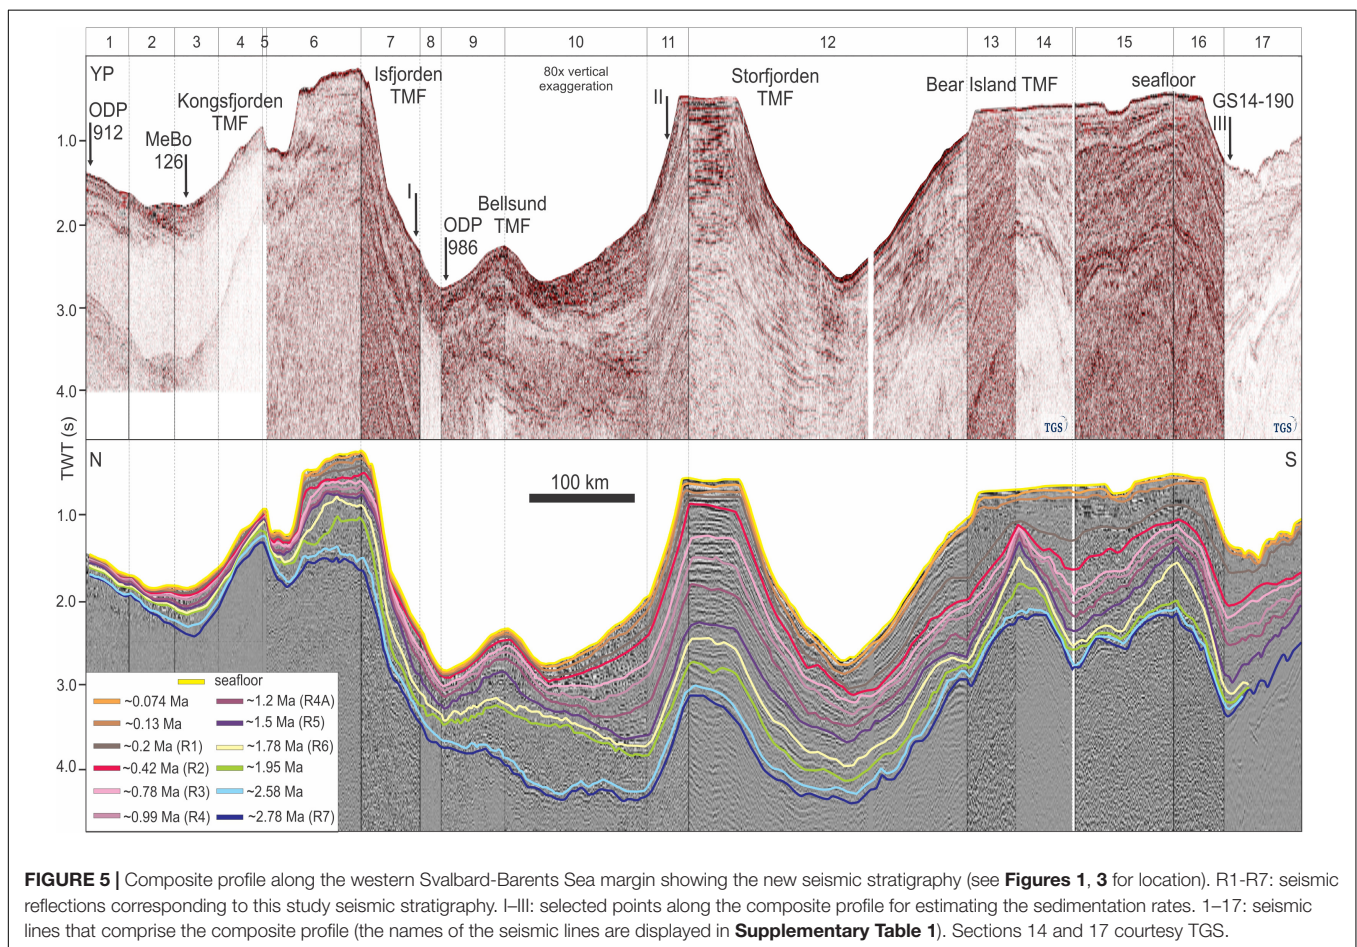 1 2 3 4 5 6 7 8 9 10 11 12 13 14 15 16 17
YP
ODP
912
MeBo
126
Kongsfjorden
TMF
Isfjorden
TMF
I
ODP
986
Bellsund
TMF
80x vertical
exaggeration
II
Storfjorden
TMF
Bear Island TMF
seafloor
GS14-190
III
1.0
2.0
3.0
4.0
TGS
TGS
TWT (s)
N
S
100 km
1.0
2.0
3.0
4.0
seafloor
~0.074 Ma
~0.13 Ma
~0.2 Ma (R1)
~0.42 Ma (R2)
~0.78 Ma (R3)
~0.99 Ma (R4)
~1.2 Ma (R4A)
~1.5 Ma (R5)
~1.78 Ma (R6)
~1.95 Ma
~2.58 Ma
~2.78 Ma (R7)
FIGURE 5 | Composite profile along the western Svalbard-Barents Sea margin showing the new seismic stratigraphy (see Figures 1, 3 for location). R1-R7: seismic
reflections corresponding to this study seismic stratigraphy. I–III: selected points along the composite profile for estimating the sedimentation rates. 1–17: seismic
lines that comprise the composite profile (the names of the seismic lines are displayed in Supplementary Table 1). Sections 14 and 17 courtesy TGS.